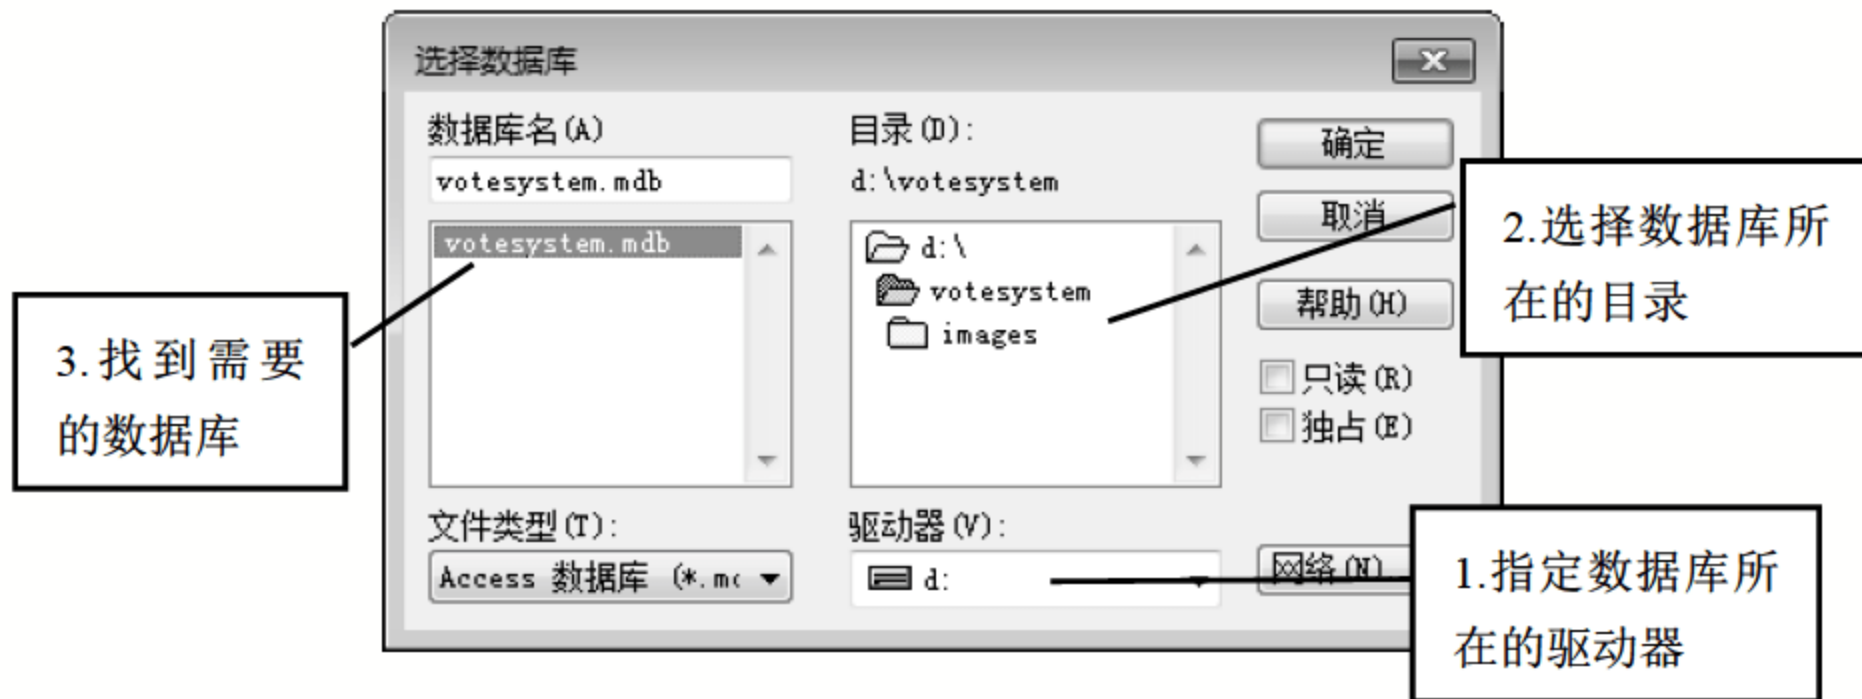 选择数据库
数据库名(A)
votesystem.mdb
votesystem.mdb
目录(D):
d:\votesystem
d:\
votesystem
images
确定
取消
帮助(H)
只读(R)
独占(E)
文件类型(T):
Access 数据库 (*.m
驱动器(V):
d:
网络(N)
3.找到需要
的数据库
2.选择数据库所
在的目录
1.指定数据库所
在的驱动器